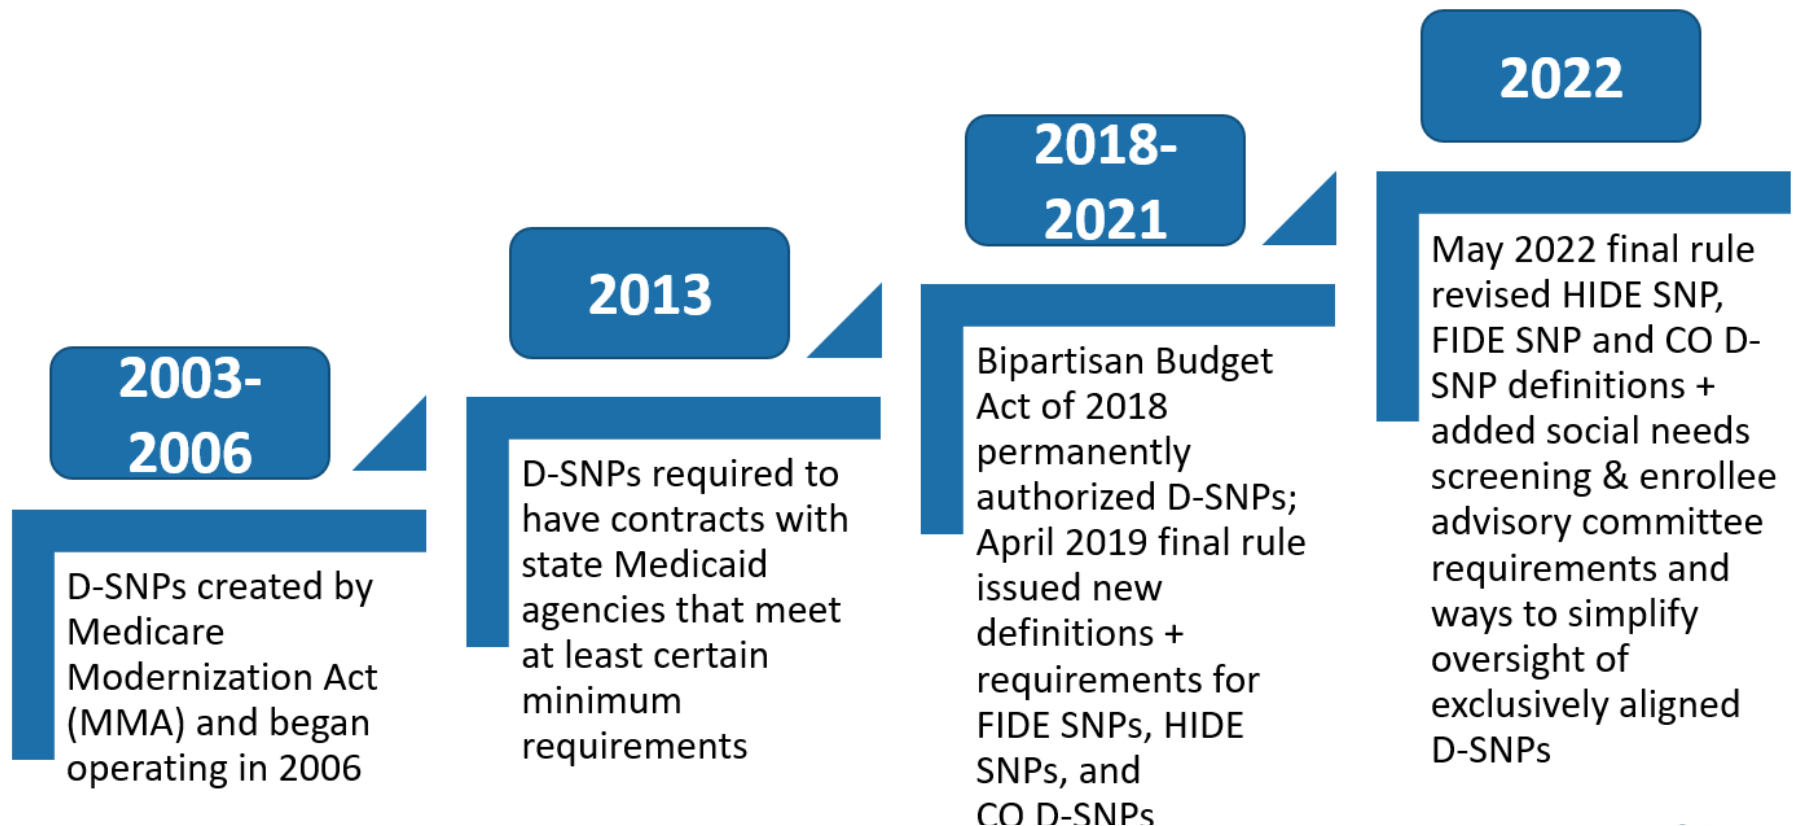 2003-
2006
D-SNPs created by
Medicare
Modernization Act
(MMA) and began
operating in 2006
2013
D-SNPs required to
have contracts with
state Medicaid
agencies that meet
at least certain
minimum
requirements
2018-
2021
Bipartisan Budget
Act of 2018
permanently
authorized D-SNPs;
April 2019 final rule
issued new
definitions +
requirements for
FIDE SNPs, HIDE
SNPs, and
CO D-SNPs
2022
May 2022 final rule
revised HIDE SNP,
FIDE SNP and CO D-
SNP definitions +
added social needs
screening & enrollee
advisory committee
requirements and
ways to simplify
oversight of
exclusively aligned
D-SNPs